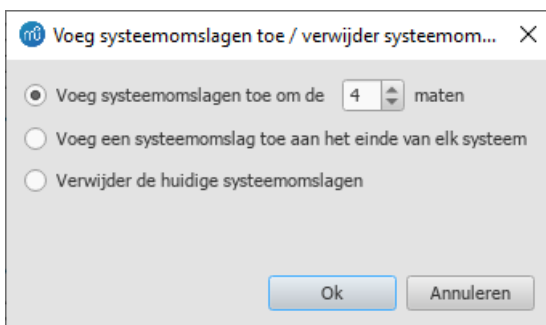 Voeg systeemomslagen toe / verwijder systeemom...
Voeg systeemomslagen toe om de 4 maten
Voeg een systeemomslag toe aan het einde van elk systeem
Verwijder de huidige systeemomslagen
Ok Annuleren